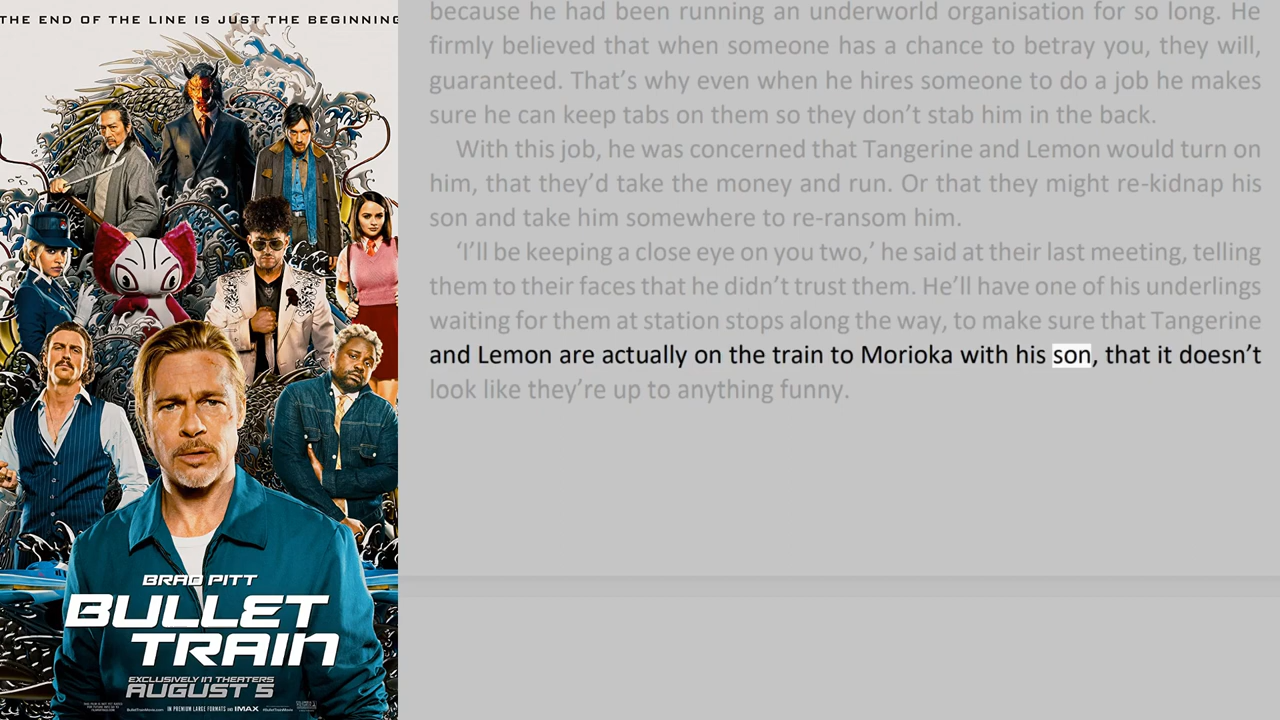 THE END OF THE LINE IS JUST THE BEGINNING
BRAD PITT
BULLET
TRAIN
EXCLUSIVELY IN THEATERS
AUGUST 5
BulletTrainMovie.com
IN PREMIUM LARGE FORMATS AND IMAX
#BulletTrainMovie
because he had been running an underworld organisation for so long. He
firmly believed that when someone has a chance to betray you, they will,
guaranteed. That’s why even when he hires someone to do a job he makes
sure he can keep tabs on them so they don’t stab him in the back.
With this job, he was concerned that Tangerine and Lemon would turn on
him, that they’d take the money and run. Or that they might re-kidnap his
son and take him somewhere to re-ransom him.
‘I’ll be keeping a close eye on you two,’ he said at their last meeting, telling
them to their faces that he didn’t trust them. He’ll have one of his underlings
waiting for them at station stops along the way, to make sure that Tangerine
and Lemon are actually on the train to Morioka with his son, that it doesn’t
look like they’re up to anything funny.